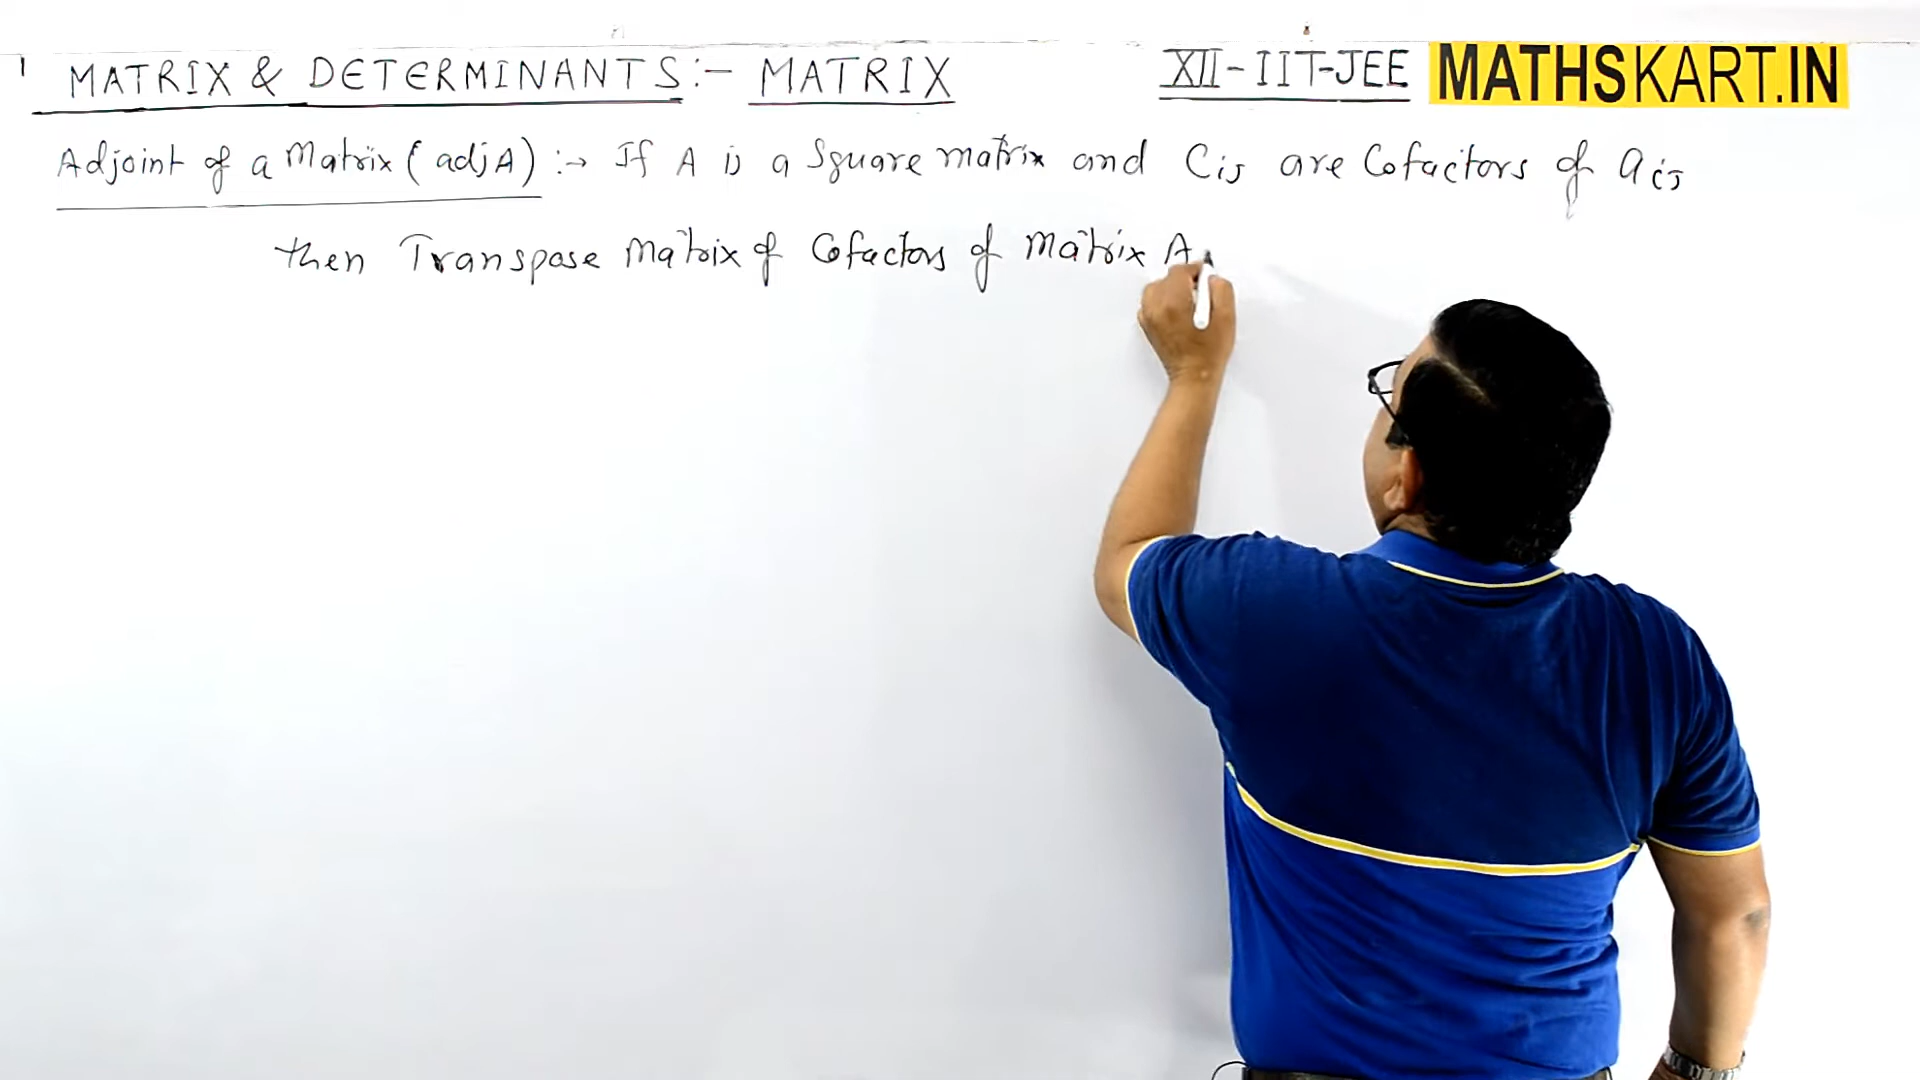 MATRIX & DETERMINANTS:- MATRIX XII-IIT-JEE MATHSKART.IN
Adjoint of a Matrix (adjA) :→ If A is a Square matrix and Cij are Cofactors of aij
then Transpose Matrix of Cofactors of Matrix A